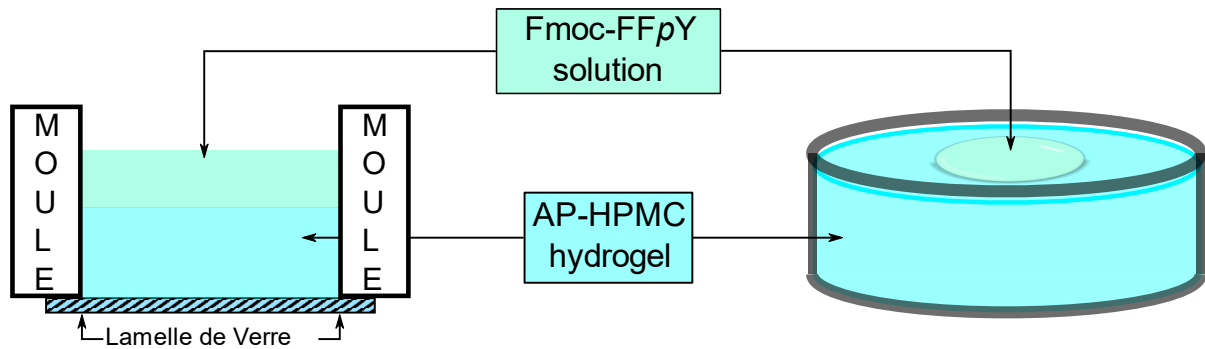 Fmoc-FFpY
solution
M
O
U
L
E
M
O
U
L
E
AP-HPMC
hydrogel
Lamelle de Verre